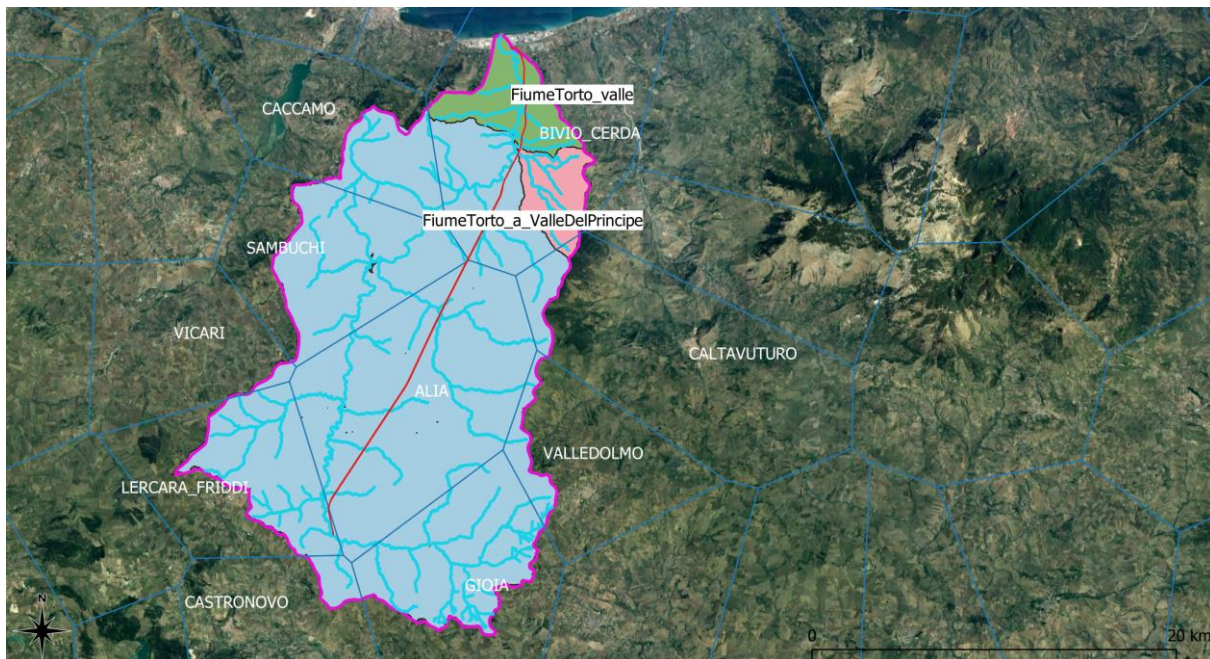 FiumeTorto_valle
CACCAMO
BIVIO_CERDA
FiumeTorto_a_ValleDelPrincipe
SAMBUCHI
VICARI
CALTAVUTURO
ALIA
VALLEDOLMO
LERCARA_FRIDDI
GIOIA
CASTRONOVO
N
0
20 km